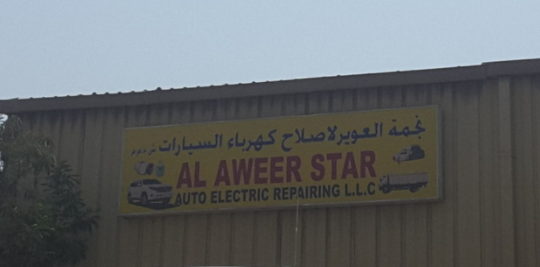 نجمة العوير لاصلاح كهرباء السيارات ش.ذ.م.م
AL AWEER STAR
AUTO ELECTRIC REPAIRING L.L.C